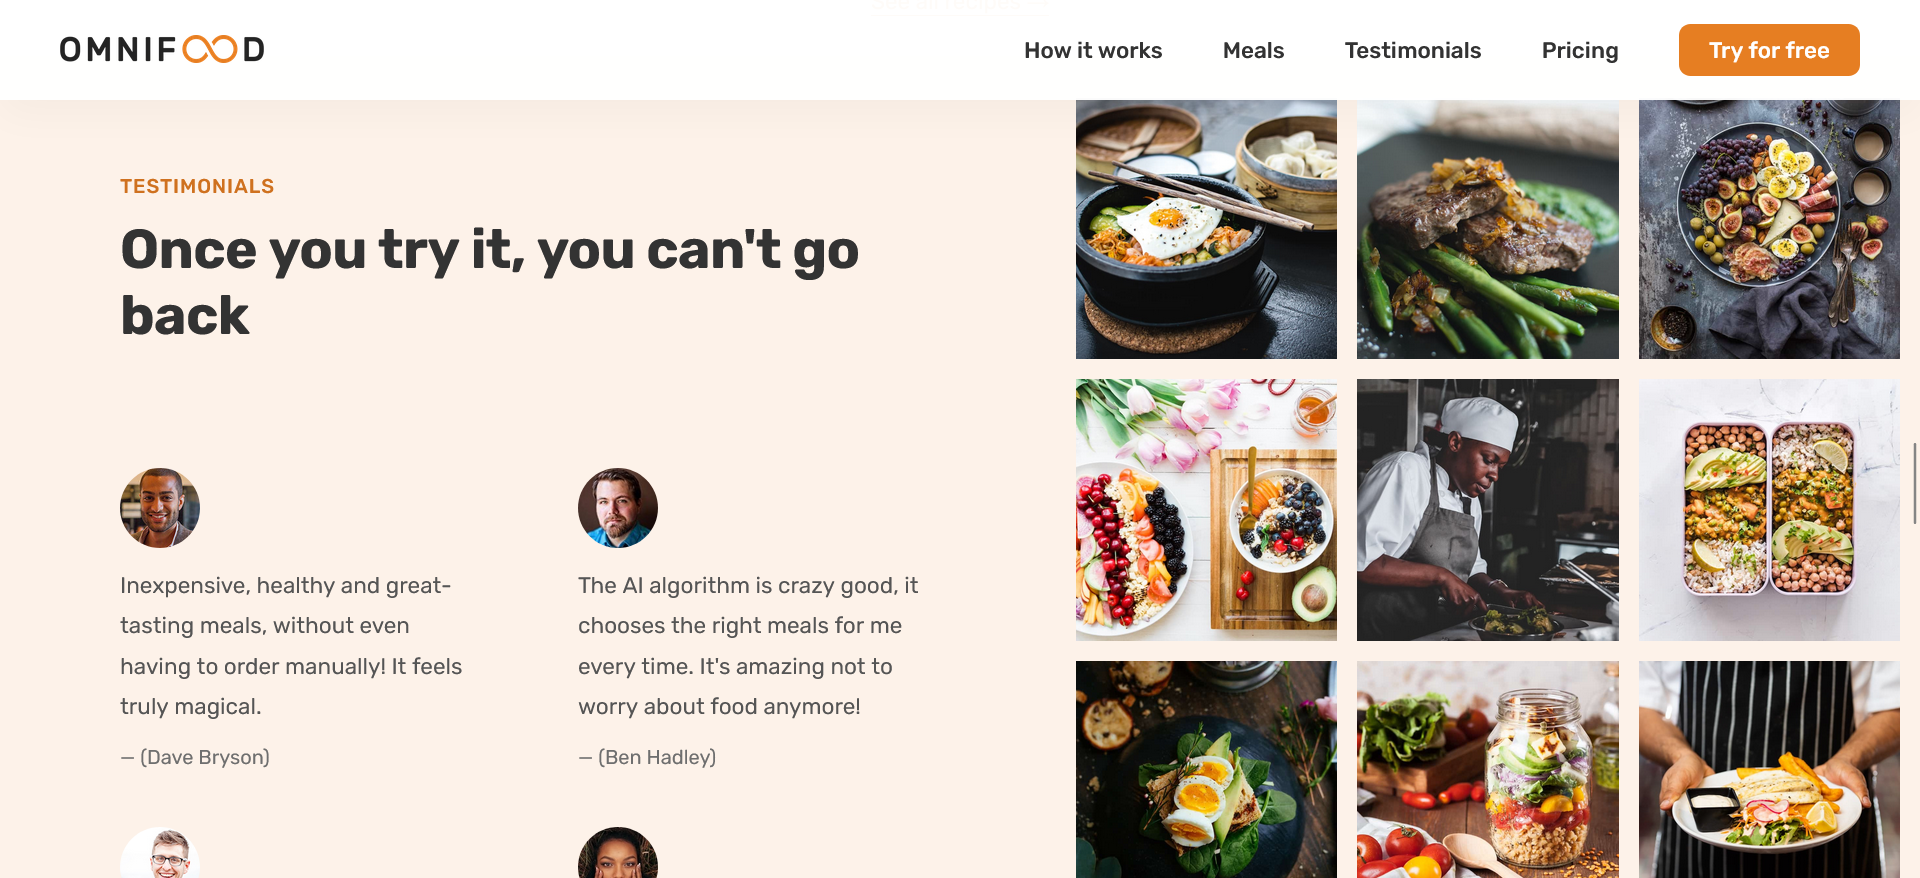 See all recipes →
OMNIFOOD
How it works
Meals
Testimonials
Pricing
Try for free
TESTIMONIALS
Once you try it, you can't go
back
Inexpensive, healthy and great-
tasting meals, without even
having to order manually! It feels
truly magical.
— (Dave Bryson)
The AI algorithm is crazy good, it
chooses the right meals for me
every time. It's amazing not to
worry about food anymore!
— (Ben Hadley)